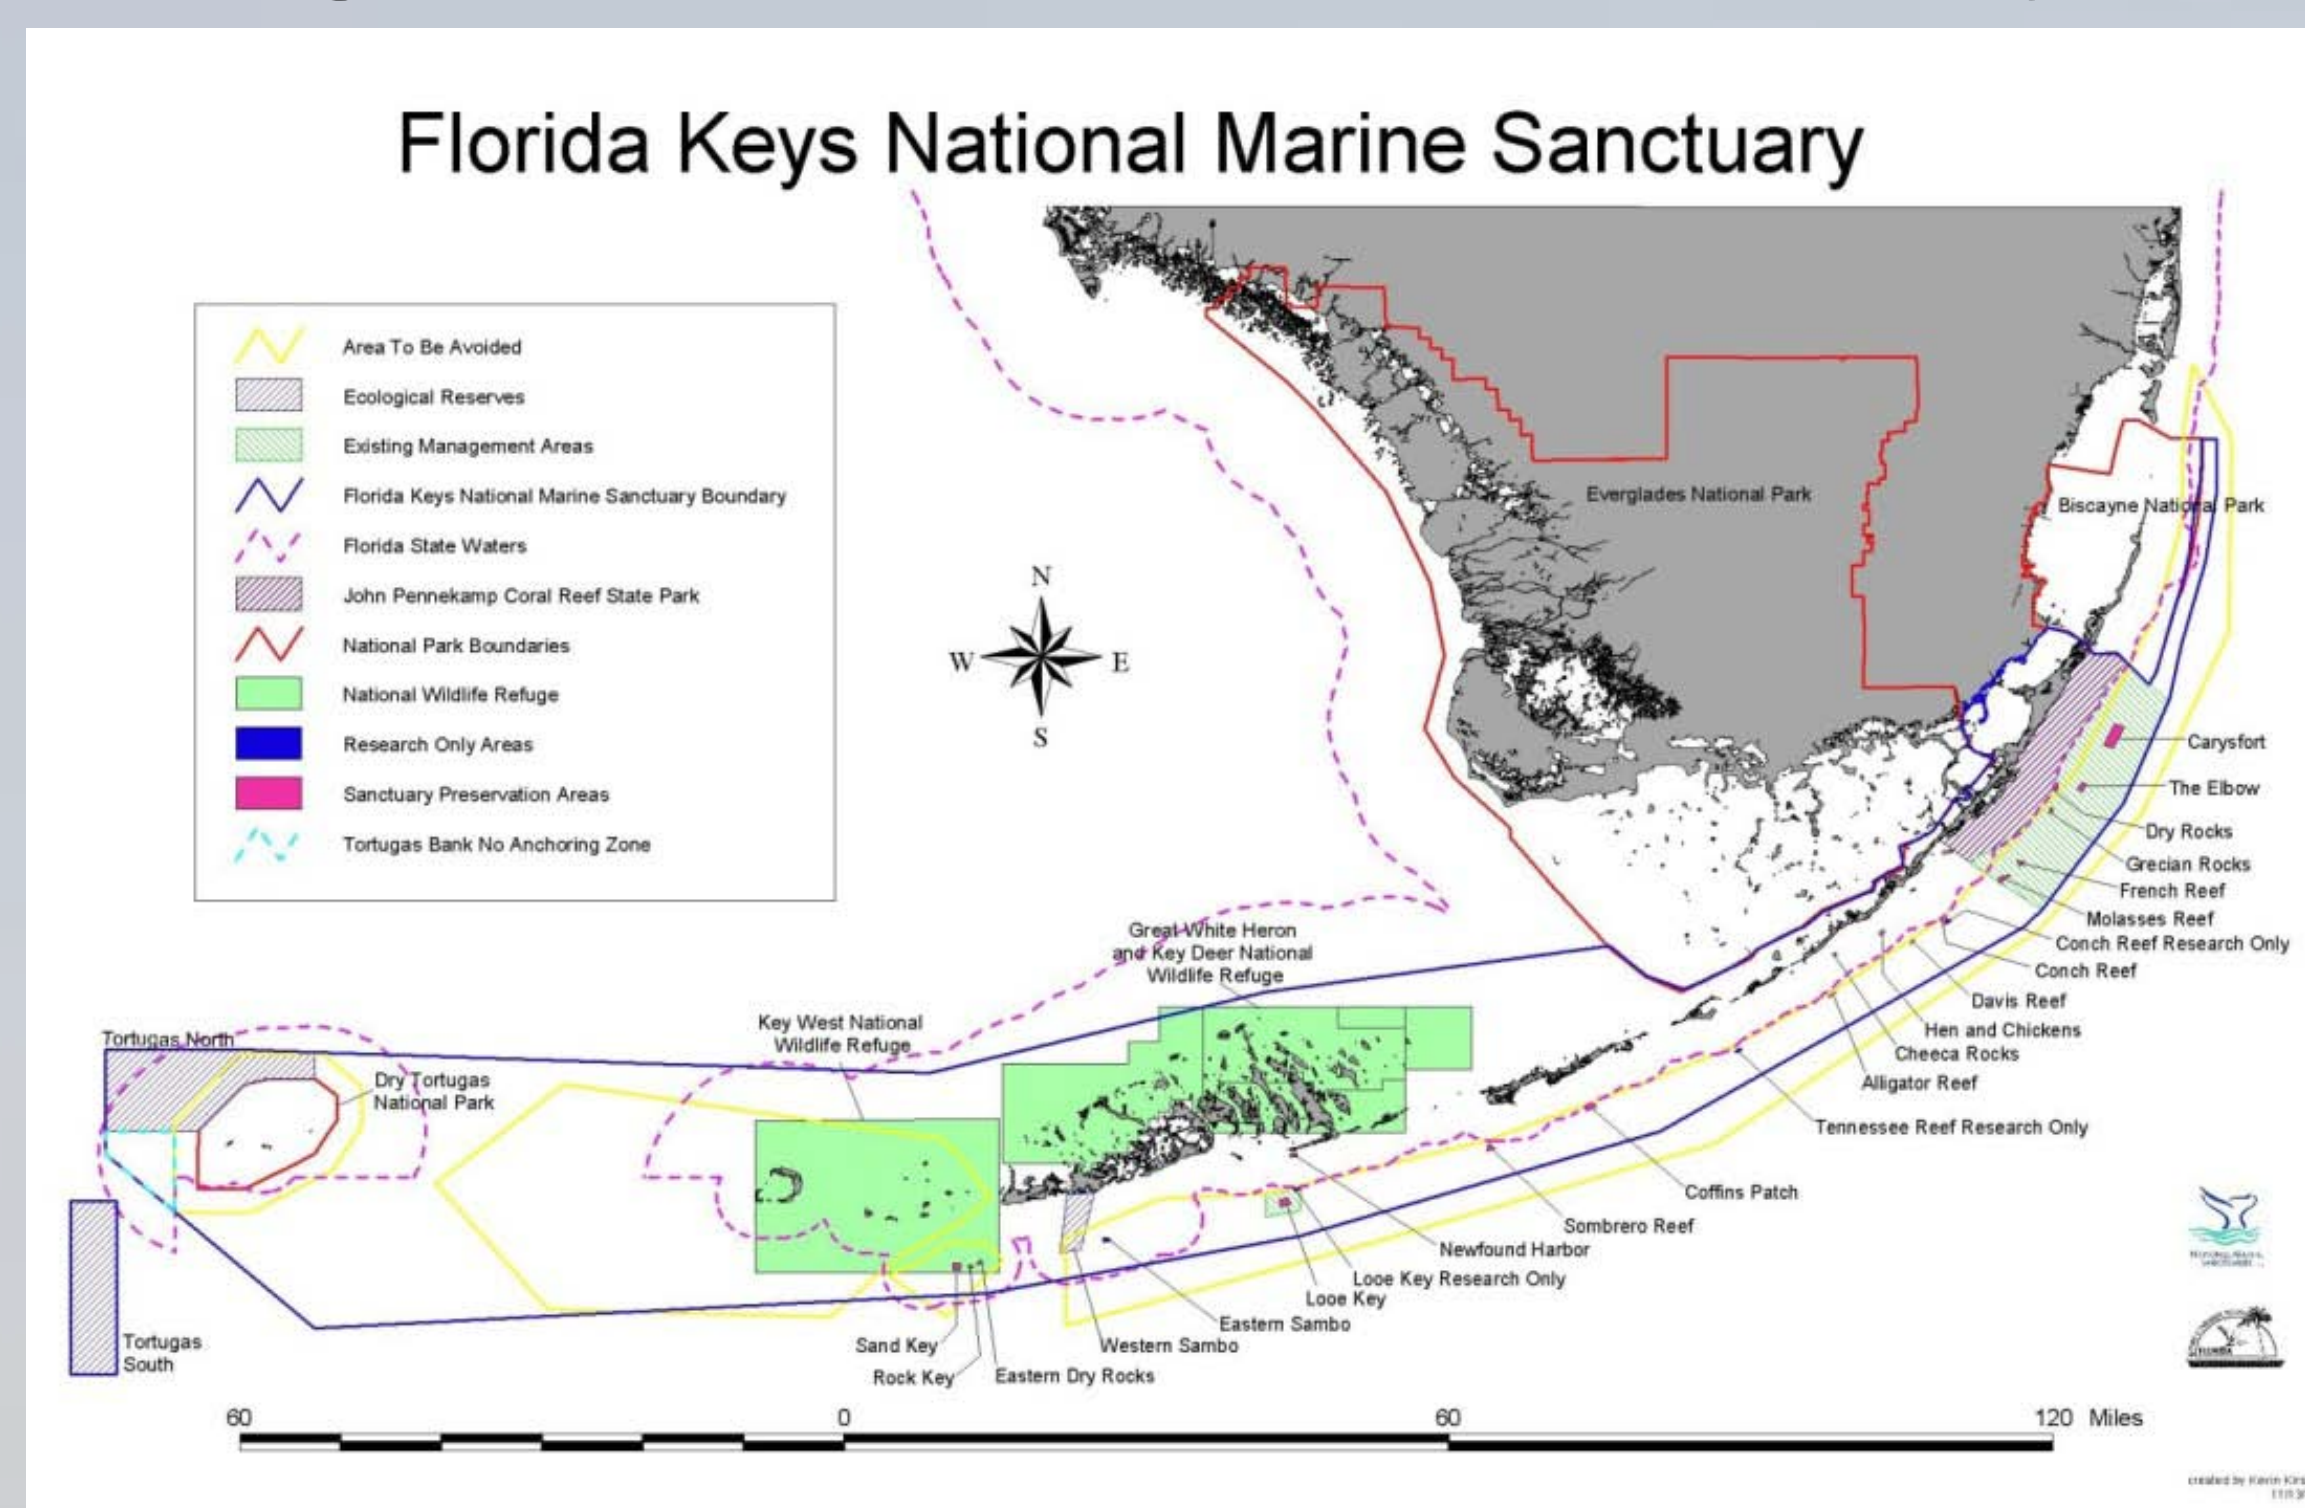 Florida Keys National Marine Sanctuary
Area To Be Avoided
Ecological Reserves
Existing Management Areas
Florida Keys National Marine Sanctuary Boundary
Florida State Waters
John Pennekamp Coral Reef State Park
National Park Boundaries
National Wildlife Refuge
Research Only Areas
Sanctuary Preservation Areas
Tortugas Bank No Anchoring Zone
N
W
E
S
Everglades National Park
Biscayne National Park
Carysfort
The Elbow
Dry Rocks
Grecian Rocks
French Reef
Molasses Reef
Conch Reef Research Only
Conch Reef
Davis Reef
Hen and Chickens
Cheeca Rocks
Alligator Reef
Tennessee Reef Research Only
Coffins Patch
Sombrero Reef
Newfound Harbor
Looe Key Research Only
Looe Key
Eastern Sambo
Western Sambo
Eastern Dry Rocks
Rock Key
Sand Key
Great White Heron
and Key Deer National
Wildlife Refuge
Key West National
Wildlife Refuge
Tortugas North
Dry Tortugas
National Park
Tortugas
South
60
0
60
120 Miles
created by Kevin